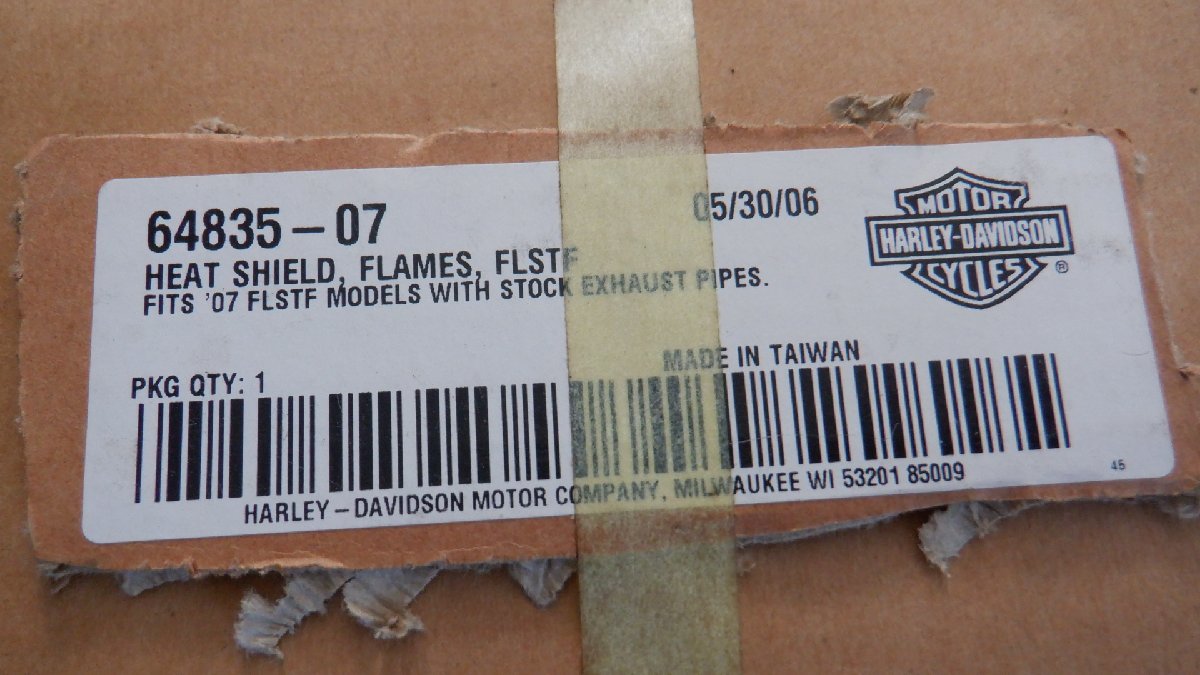 64835-07
05/30/06
HEAT SHIELD, FLAMES, FLSTF
FITS '07 FLSTF MODELS WITH STOCK EXHAUST PIPES.
MOTOR
HARLEY-DAVIDSON
CYCLES
®
MADE IN TAIWAN
PKG QTY: 1
HARLEY-DAVIDSON MOTOR COMPANY, MILWAUKEE WI 53201 85009
45